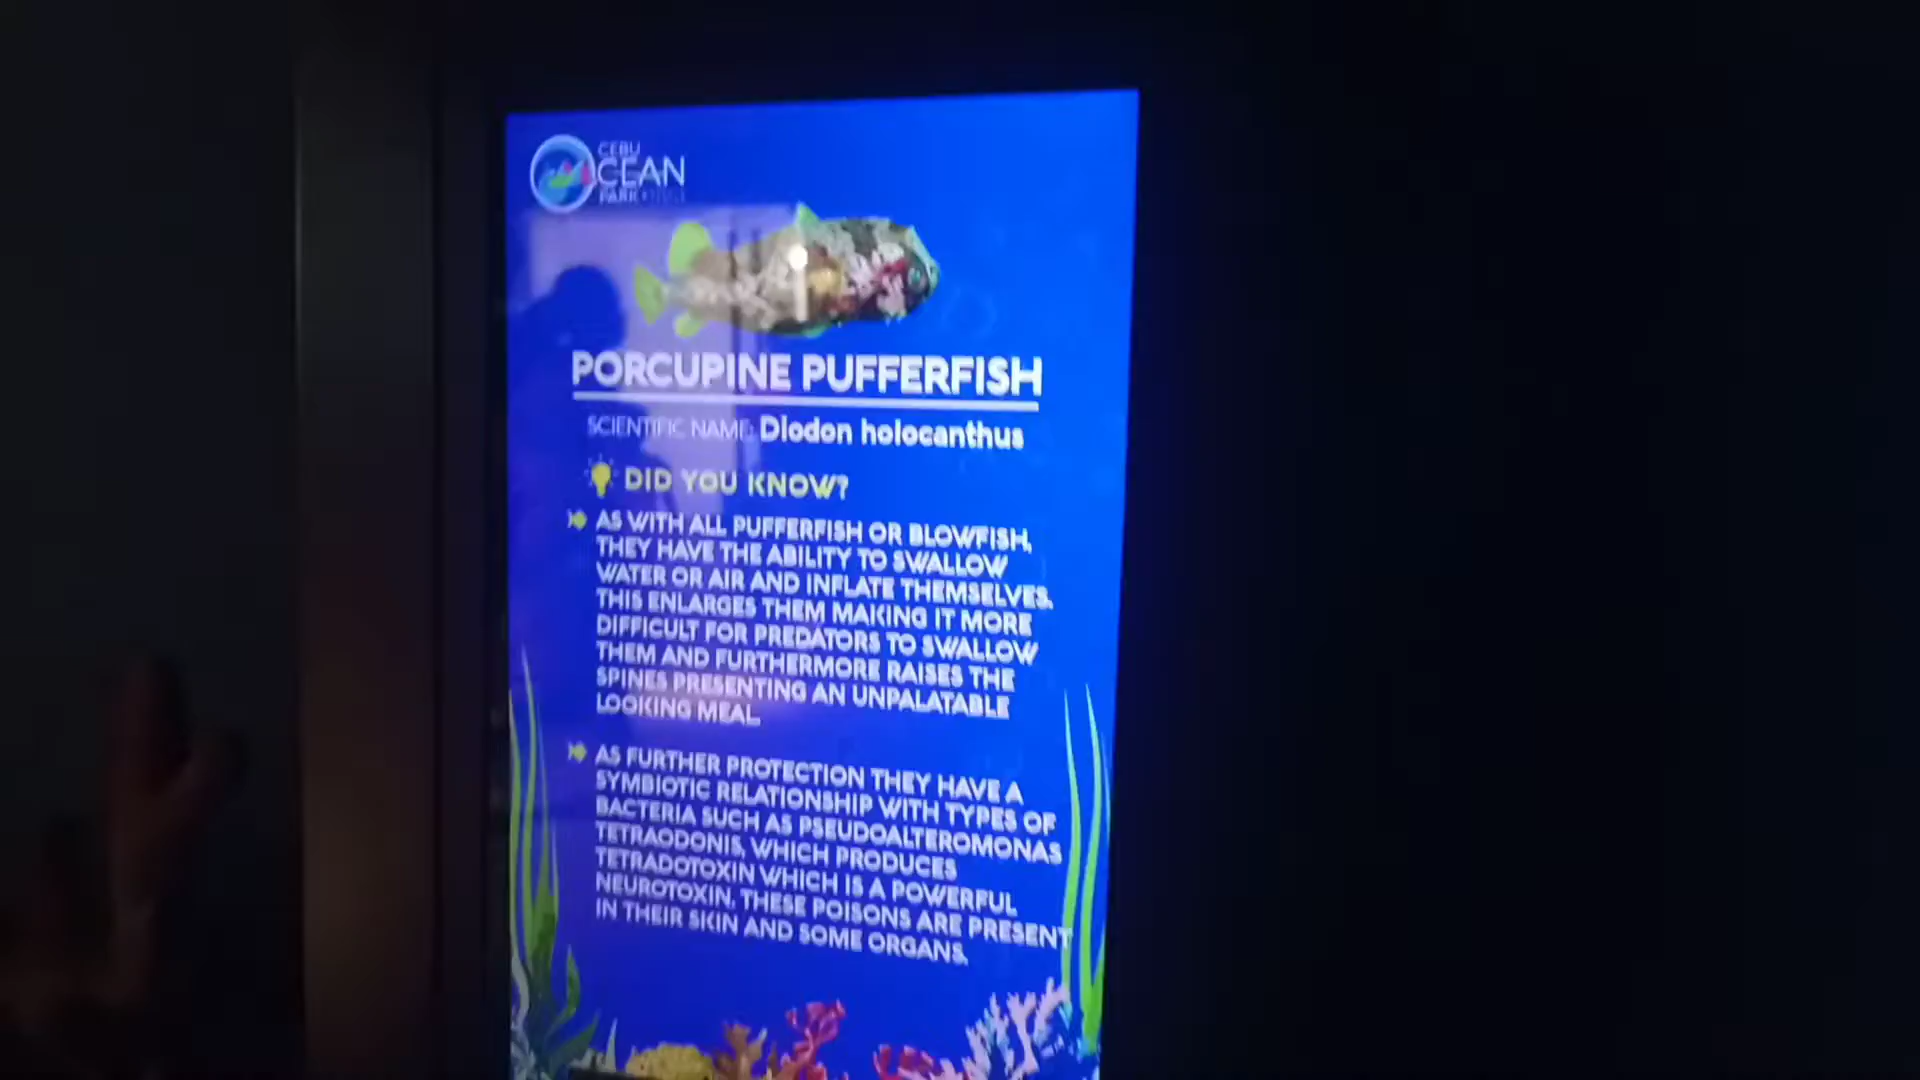 CEBU
OCEAN
PARK
PORCUPINE PUFFERFISH
SCIENTIFIC NAME: Diodon holocanthus
DID YOU KNOW?
AS WITH ALL PUFFERFISH OR BLOWFISH,
THEY HAVE THE ABILITY TO SWALLOW
WATER OR AIR AND INFLATE THEMSELVES.
THIS ENLARGES THEM MAKING IT MORE
DIFFICULT FOR PREDATORS TO SWALLOW
THEM AND FURTHERMORE RAISES THE
SPINES PRESENTING AN UNPALATABLE
LOOKING MEAL.
AS FURTHER PROTECTION THEY HAVE A
SYMBIOTIC RELATIONSHIP WITH TYPES OF
BACTERIA SUCH AS PSEUDOALTEROMONAS
TETRAODONIS, WHICH PRODUCES
TETRADOTOXIN WHICH IS A POWERFUL
NEUROTOXIN. THESE POISONS ARE PRESENT
IN THEIR SKIN AND SOME ORGANS.